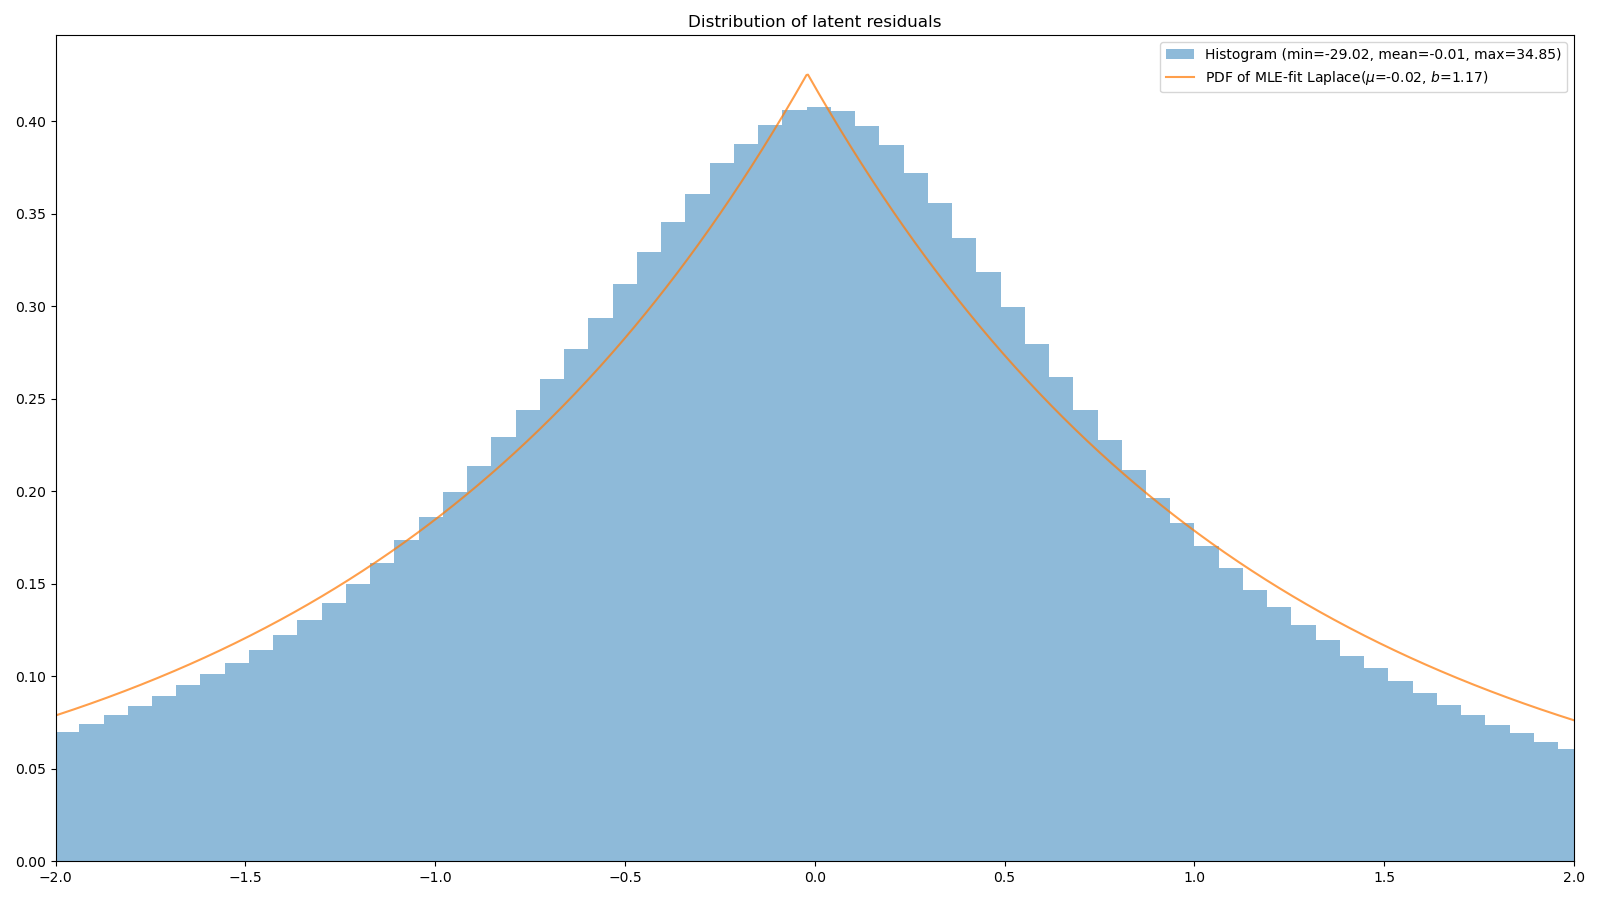 Distribution of latent residuals
Histogram (min=-29.02, mean=-0.01, max=34.85)
PDF of MLE-fit Laplace(μ=-0.02, b=1.17)
0.40
0.35
0.30
0.25
0.20
0.15
0.10
0.05
0.00
−2.0 −1.5 −1.0 −0.5 0.0 0.5 1.0 1.5 2.0